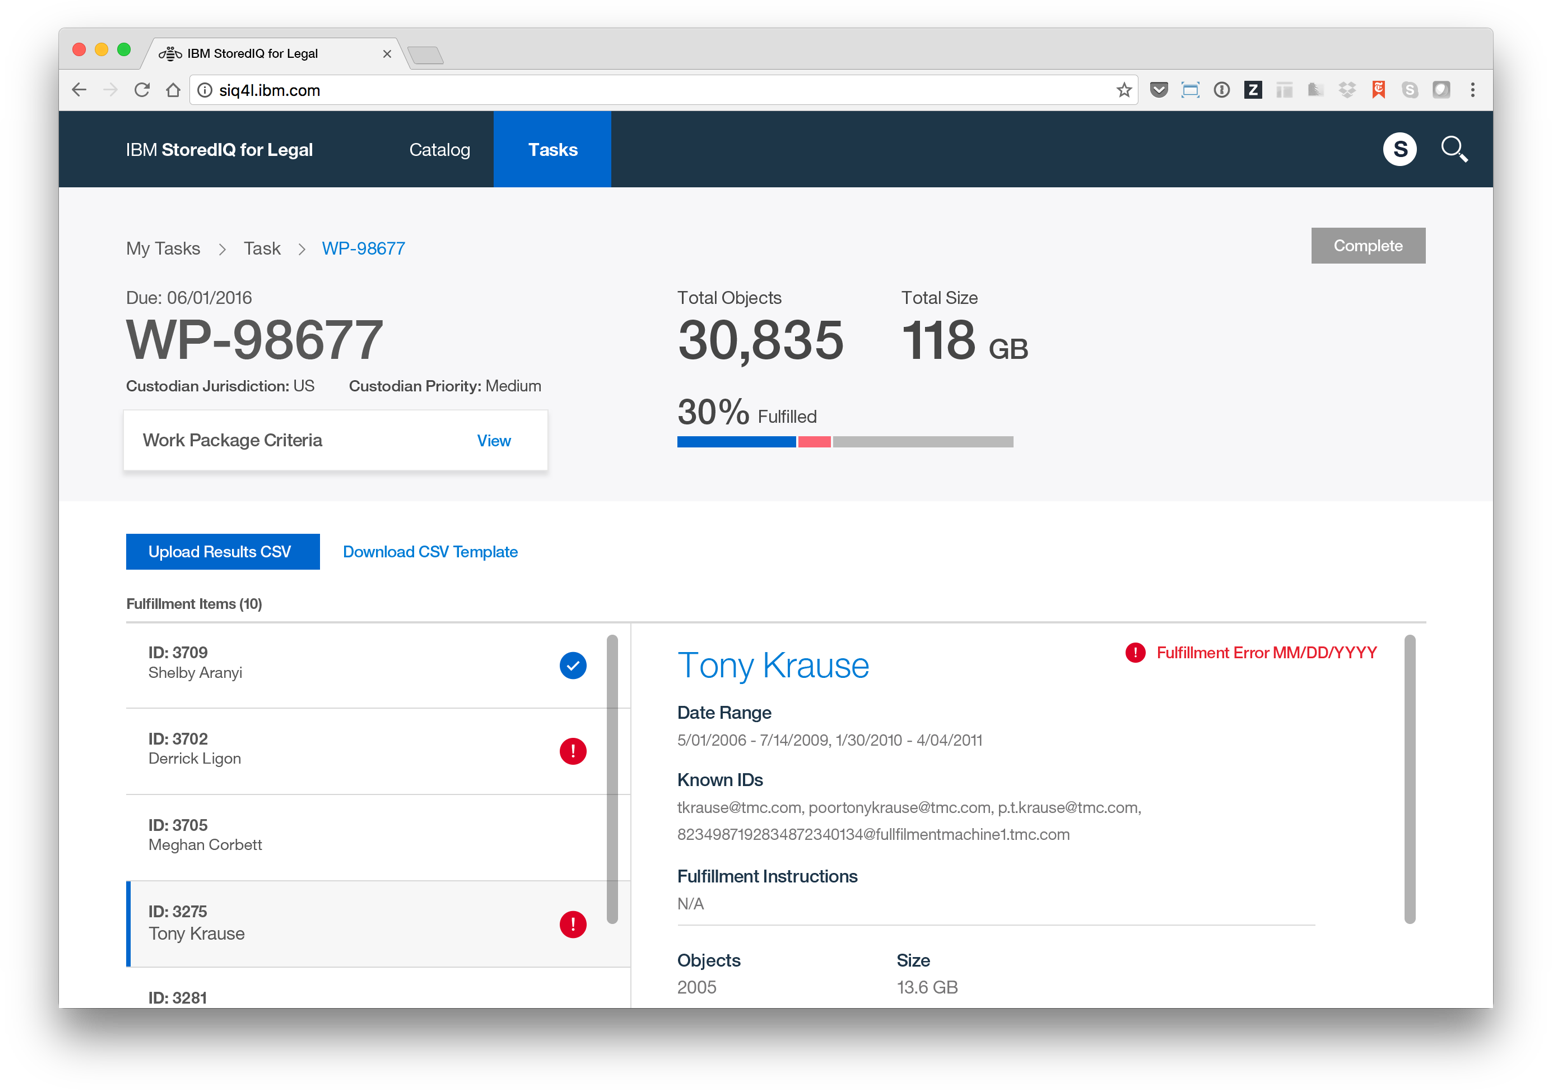 IBM StoredIQ for Legal
siq4l.ibm.com
IBM StoredIQ for Legal
Catalog
Tasks
S
My Tasks > Task > WP-98677
Complete
Due: 06/01/2016
WP-98677
Custodian Jurisdiction: US
Custodian Priority: Medium
Work Package Criteria
View
Total Objects
30,835
Total Size
118 GB
30% Fulfilled
Upload Results CSV
Download CSV Template
Fulfillment Items (10)
ID: 3709
Shelby Aranyi
ID: 3702
Derrick Ligon
ID: 3705
Meghan Corbett
ID: 3275
Tony Krause
ID: 3281
Tony Krause
Fulfillment Error MM/DD/YYYY
Date Range
5/01/2006 - 7/14/2009, 1/30/2010 - 4/04/2011
Known IDs
tkrause@tmc.com, poortonykrause@tmc.com, p.t.krause@tmc.com,
8234987192834872340134@fullfilmentmachine1.tmc.com
Fulfillment Instructions
N/A
Objects
2005
Size
13.6 GB